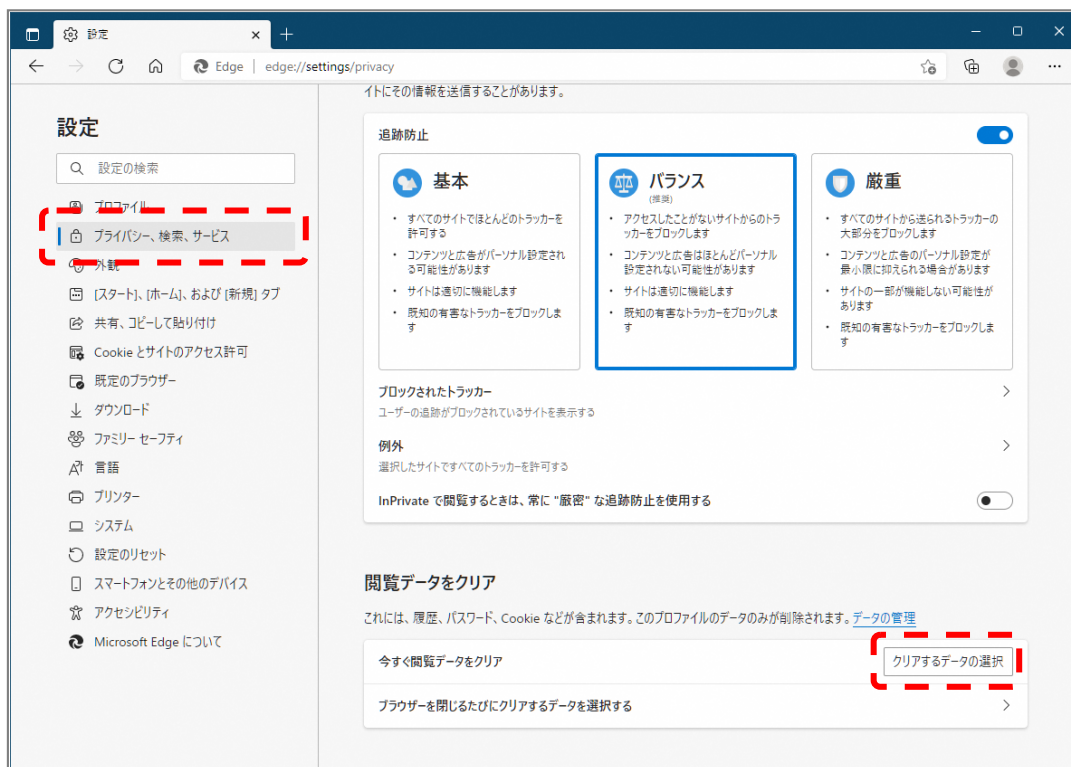 設定
Edge | edge://settings/privacy
イトにその情報を送信することがあります。
設定
設定の検索
プロファイル
プライバシー、検索、サービス
外観
[スタート]、[ホーム]、および [新規] タブ
共有、コピーして貼り付け
Cookie とサイトのアクセス許可
既定のブラウザー
ダウンロード
ファミリー セーフティ
言語
プリンター
システム
設定のリセット
スマートフォンとその他のデバイス
アクセシビリティ
Microsoft Edge について
追跡防止
基本
• すべてのサイトでほとんどのトラッカーを
許可する
• コンテンツと広告がパーソナル設定され
る可能性があります
• サイトは適切に機能します
• 既知の有害なトラッカーをブロックしま
す
バランス
(推奨)
• アクセスしたことがないサイトからのトラ
ッカーをブロックします
• コンテンツと広告はほとんどパーソナル
設定されない可能性があります
• サイトは適切に機能します
• 既知の有害なトラッカーをブロックしま
す
厳重
• すべてのサイトから送られるトラッカーの
大部分をブロックします
• コンテンツと広告のパーソナル設定が
最小限に抑えられる場合があります
• サイトの一部が機能しない可能性が
あります
• 既知の有害なトラッカーをブロックしま
す
ブロックされたトラッカー
ユーザーの追跡がブロックされているサイトを表示する
例外
選択したサイトですべてのトラッカーを許可する
InPrivate で閲覧するときは、常に "厳密" な追跡防止を使用する
閲覧データをクリア
これには、履歴、パスワード、Cookie などが含まれます。このプロファイルのデータのみが削除されます。データの管理
今すぐ閲覧データをクリア
クリアするデータの選択
ブラウザーを閉じるたびにクリアするデータを選択する